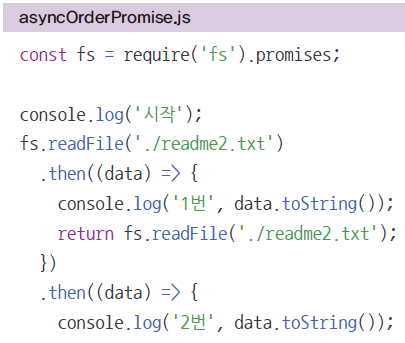 asyncOrderPromise.js
const fs = require('fs').promises;

console.log('시작');
fs.readFile('./readme2.txt')
  .then((data) => {
    console.log('1번', data.toString());
    return fs.readFile('./readme2.txt');
  })
  .then((data) => {
    console.log('2번', data.toString());